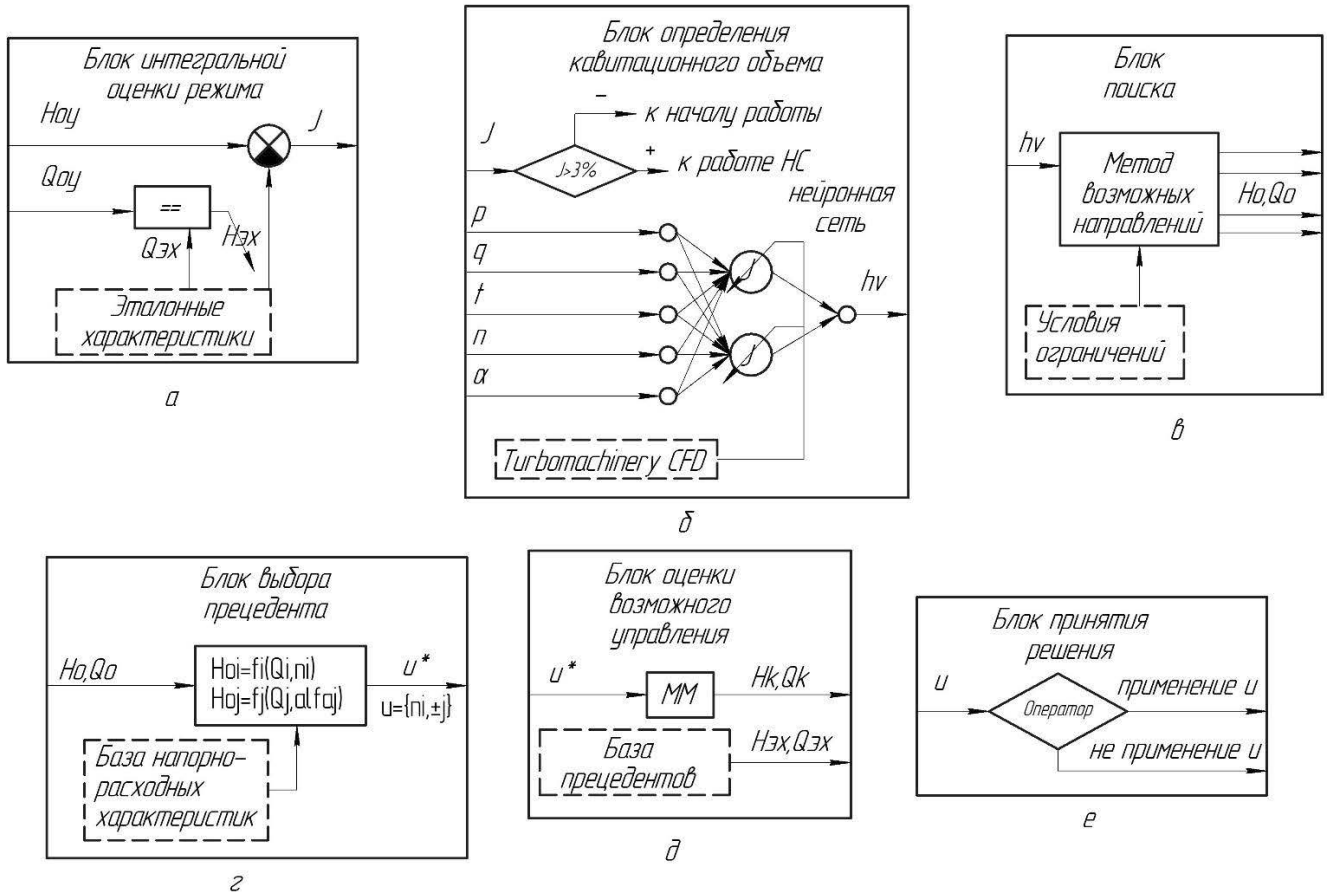 Блок интегральной
оценки режима
Hоу
J
Qоу
==
Qэх
Hэх
Эталонные
характеристики
а
Блок определения
кавитационного объема
–
к началу работы
J
J>3%
+
к работе НС
нейронная
сеть
p
q
t
n
α
∫
∫
hv
Turbomachinery CFD
б
Блок
поиска
hv
Метод
возможных
направлений
Ho,Qo
Условия
ограничений
в
Блок выбора
прецедента
Ho,Qo
Hoi=fi(Qi,ni)
Hoj=fj(Qj,alfaj)
u*
u={ni,±j}
База напорно-
расходных
характеристик
г
Блок оценки
возможного
управления
u*
ММ
Hk,Qk
База
прецедентов
Hэх,Qэх
д
Блок принятия
решения
u
Оператор
применение u
не применение u
е